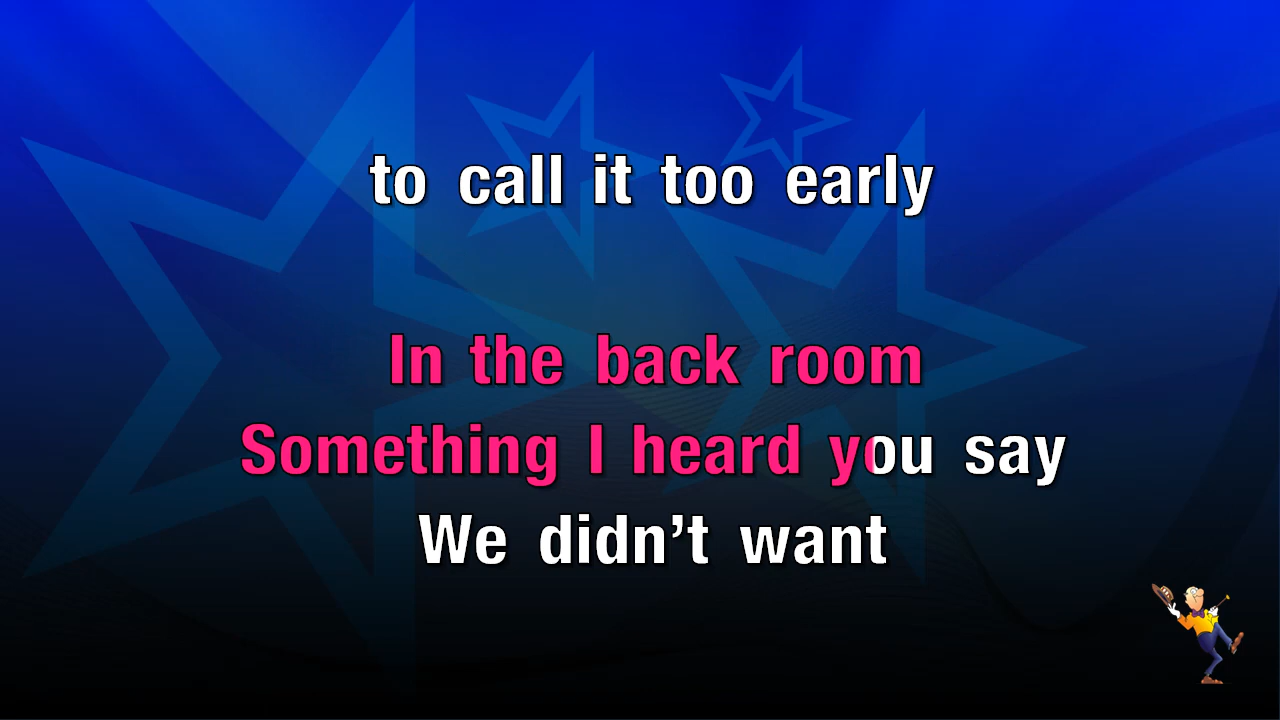 to call it too early
In the back room
Something I heard you say
We didn’t want